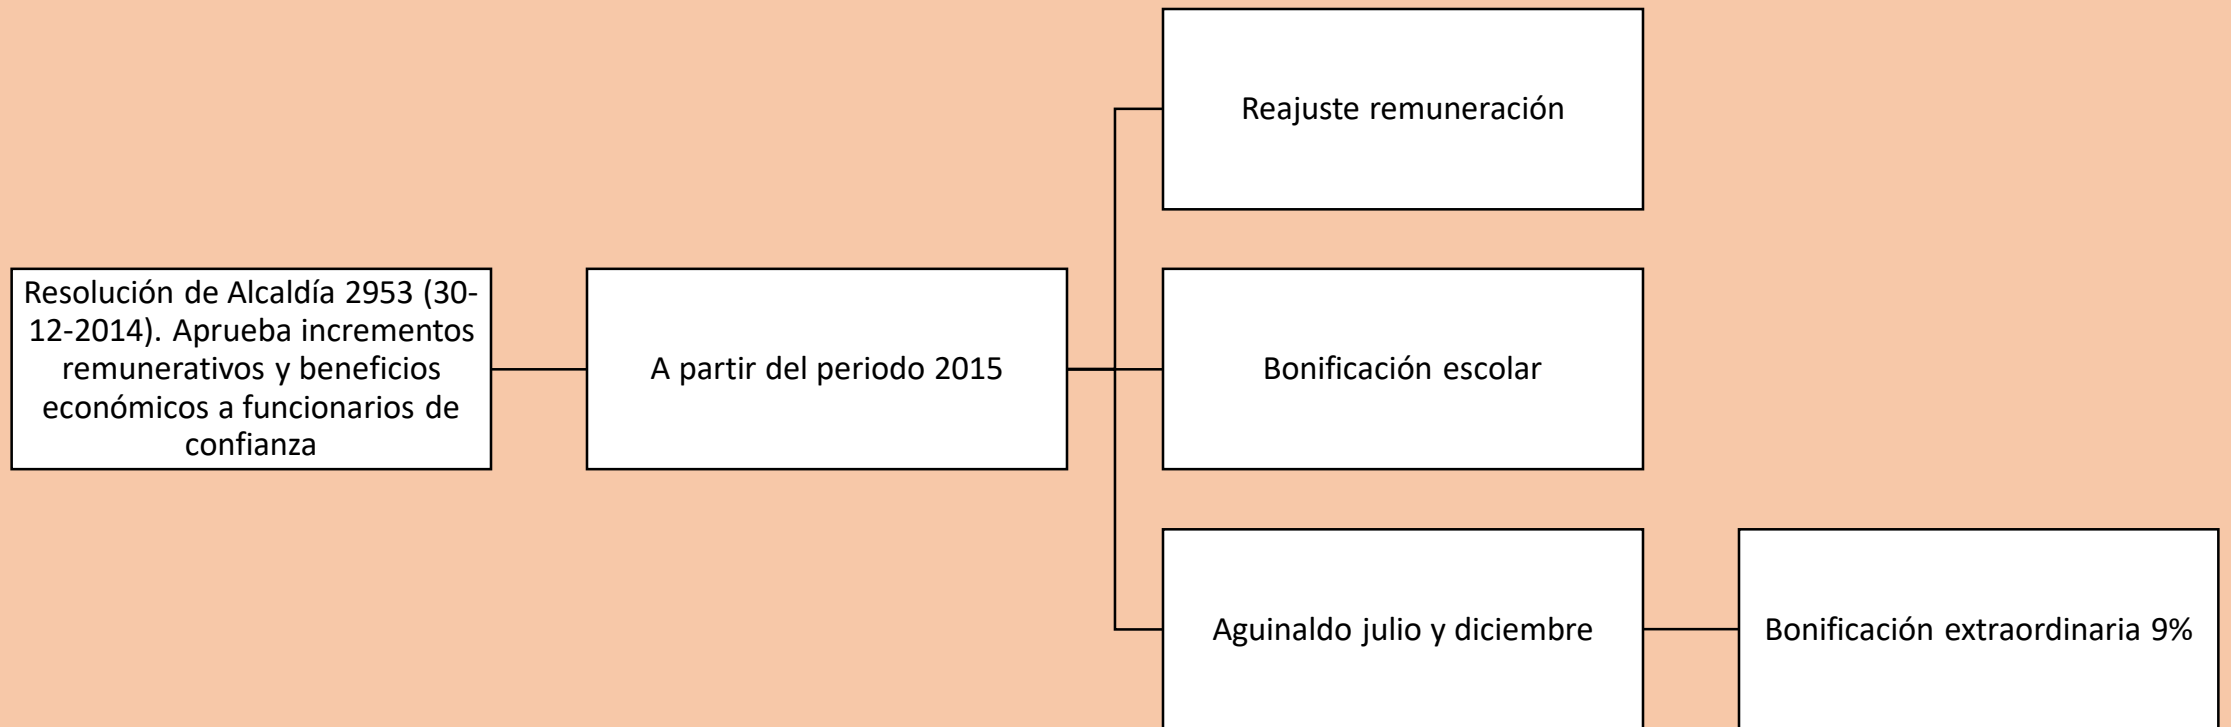 Resolución de Alcaldía 2953 (30-
12-2014). Aprueba incrementos
remunerativos y beneficios
económicos a funcionarios de
confianza
A partir del periodo 2015
Reajuste remuneración
Bonificación escolar
Aguinaldo julio y diciembre
Bonificación extraordinaria 9%